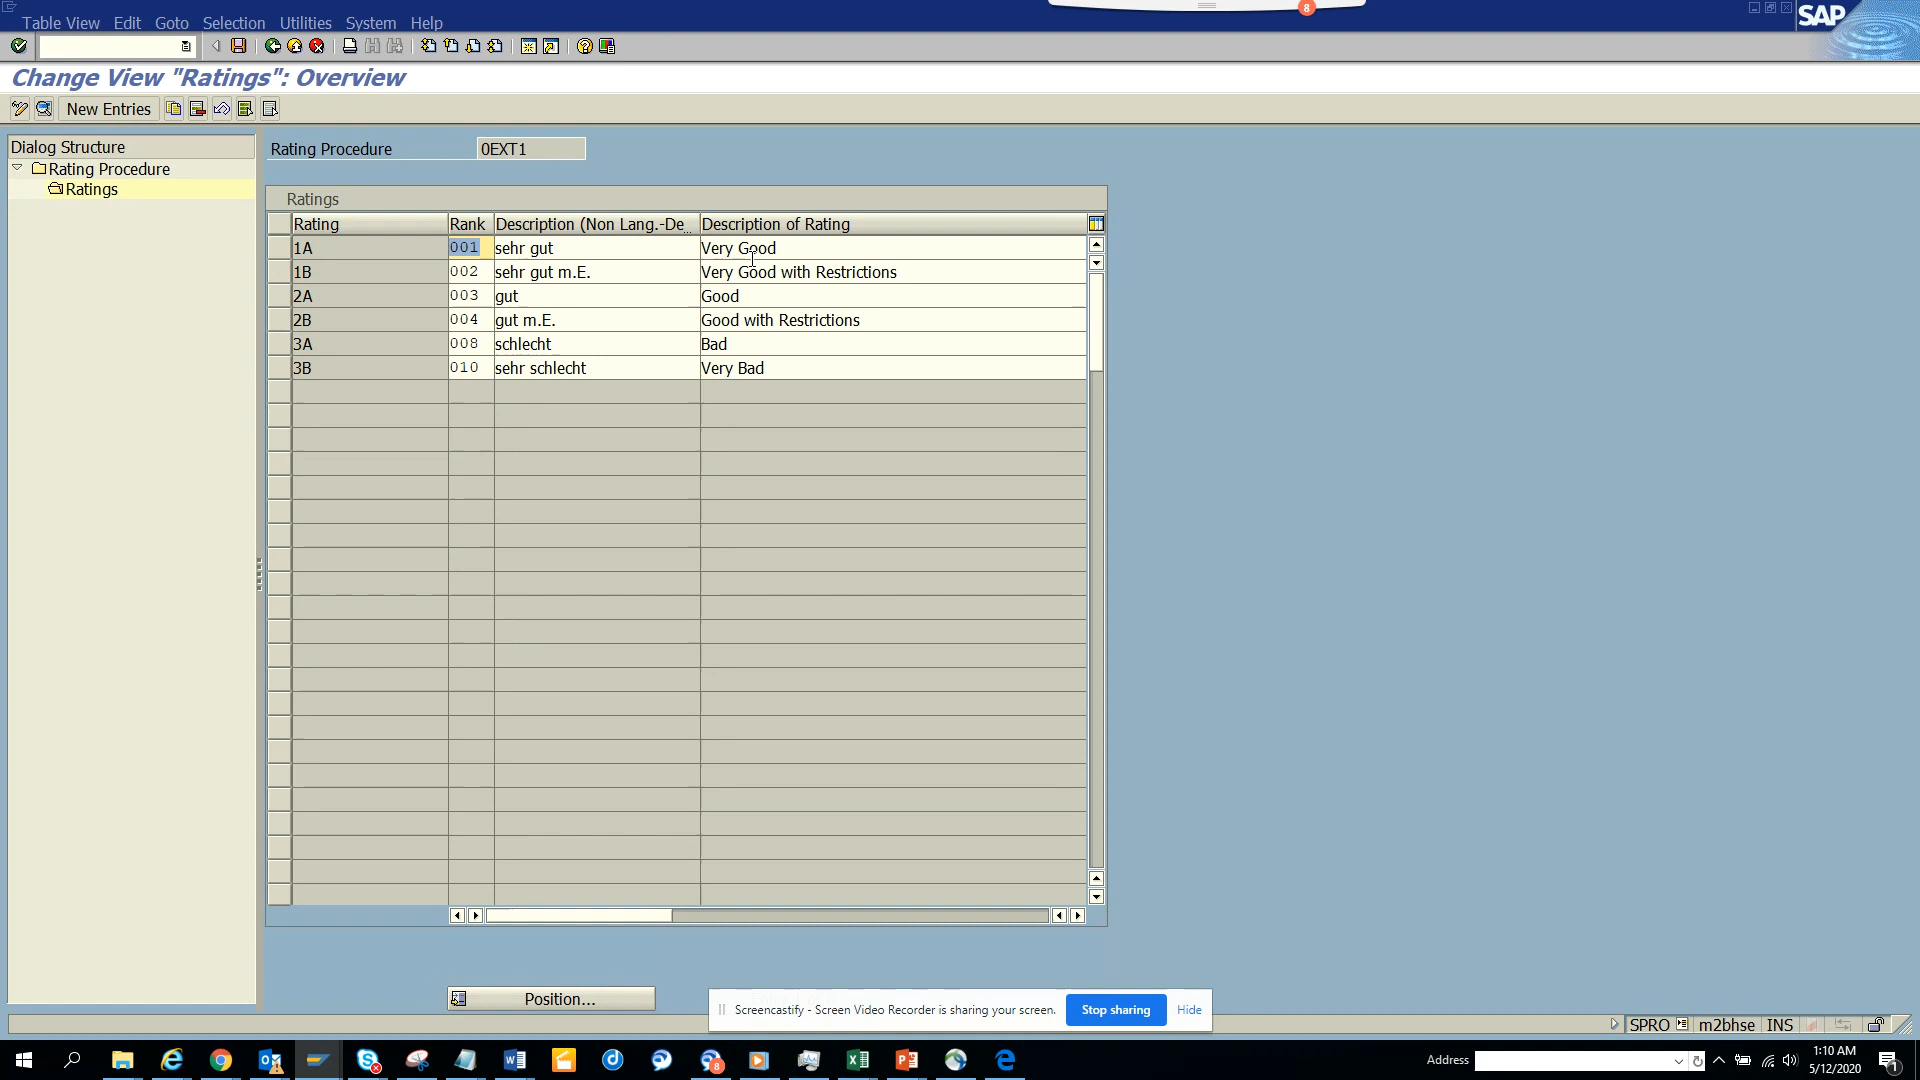 Table View Edit Goto Selection Utilities System Help
8
SAP
Change View "Ratings": Overview
New Entries
Dialog Structure
Rating Procedure
Ratings
Rating Procedure 0EXT1
Ratings
Rating Rank Description (Non Lang.-De... Description of Rating
1A 001 sehr gut Very Good
1B 002 sehr gut m.E. Very Good with Restrictions
2A 003 gut Good
2B 004 gut m.E. Good with Restrictions
3A 008 schlecht Bad
3B 010 sehr schlecht Very Bad
Position...
Screencastify - Screen Video Recorder is sharing your screen. Stop sharing Hide
SPRO m2bhse INS
8
Address
1:10 AM
5/12/2020
1